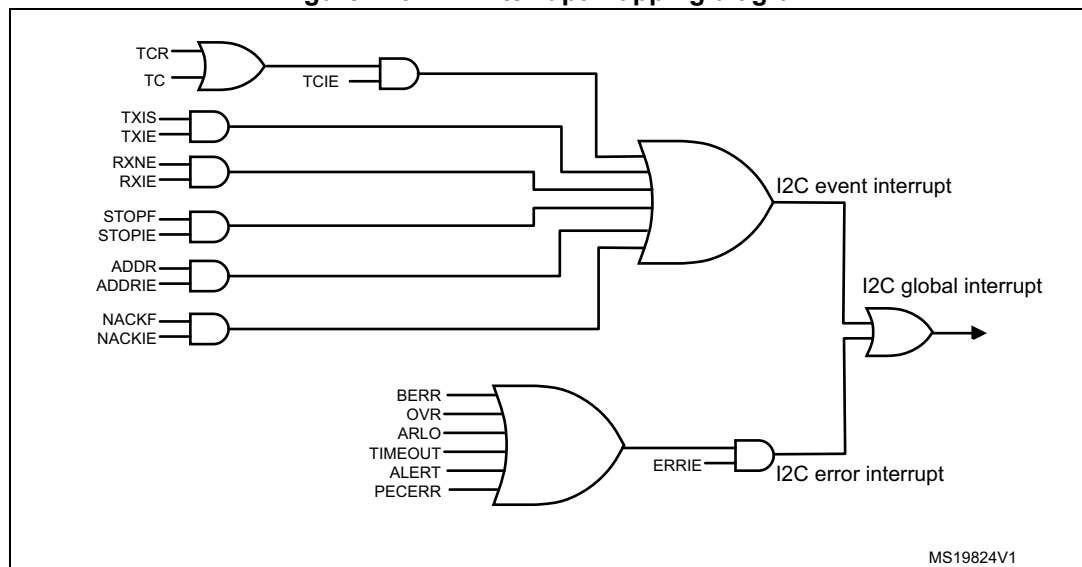 TCR
TC
TCIE
TXIS
TXIE
RXNE
RXIE
STOPF
STOPIE
ADDR
ADDRIE
NACKF
NACKIE
I2C event interrupt
I2C global interrupt
BERR
OVR
ARLO
TIMEOUT
ALERT
PECERR
ERRIE
I2C error interrupt
MS19824V1